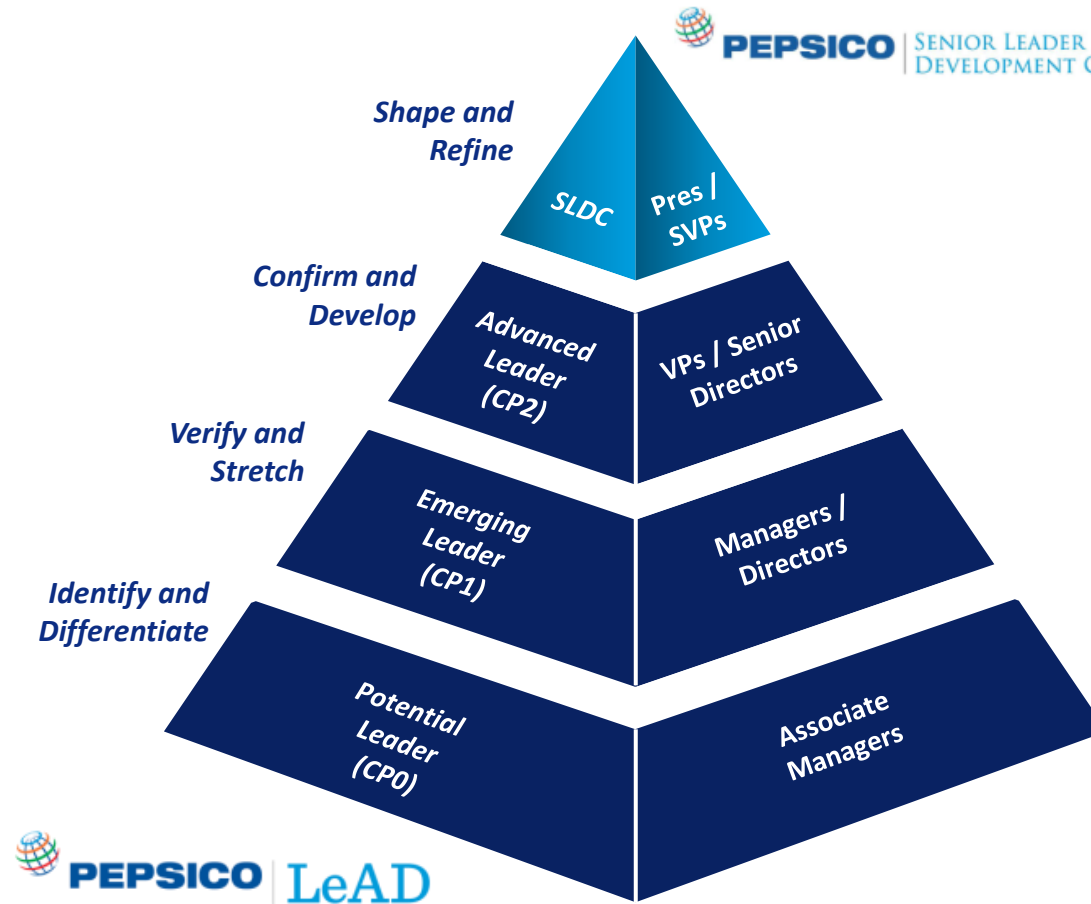 PEPSICO
SENIOR LEADER
DEVELOPMENT
Shape and
Refine
SLDC
Pres /
SVPs
Confirm and
Develop
Advanced
Leader
(CP2)
VPs / Senior
Directors
Verify and
Stretch
Emerging
Leader
(CP1)
Managers /
Directors
Identify and
Differentiate
Potential
Leader
(CP0)
Associate
Managers
PEPSICO
LeAD